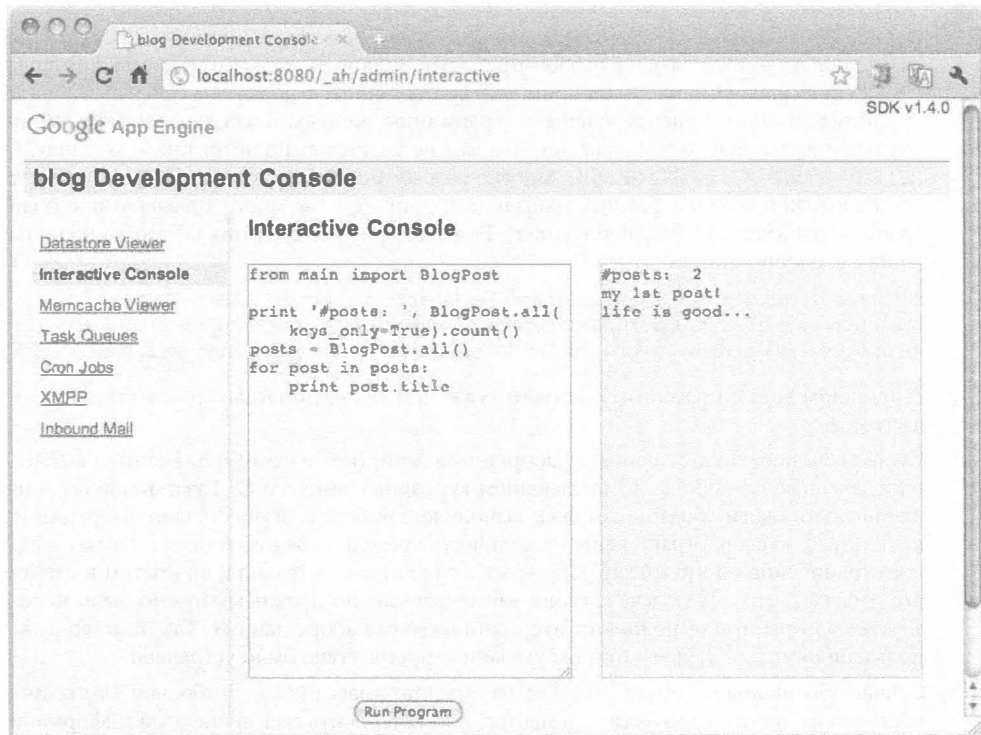 blog Development Console
localhost:8080/_ah/admin/interactive
SDK v1.4.0
Google App Engine
blog Development Console
Datastore Viewer
Interactive Console
Memcache Viewer
Task Queues
Cron Jobs
XMPP
Inbound Mail
Interactive Console
from main import BlogPost
print '#posts: ', BlogPost.all(
keys_only=True).count()
posts = BlogPost.all()
for post in posts:
print post.title
#posts: 2
my 1st post!
life is good...
Run Program